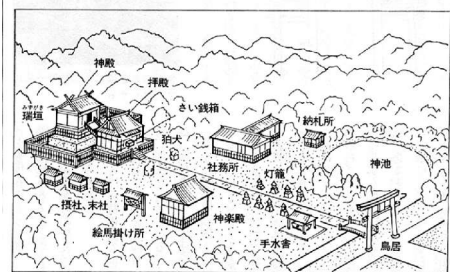 神殿
拝殿
みずがき
瑞垣
さい銭箱
狛犬
納札所
社務所
灯籠
神池
摂社、末社
絵馬掛け所
神楽殿
手水舎
鳥居